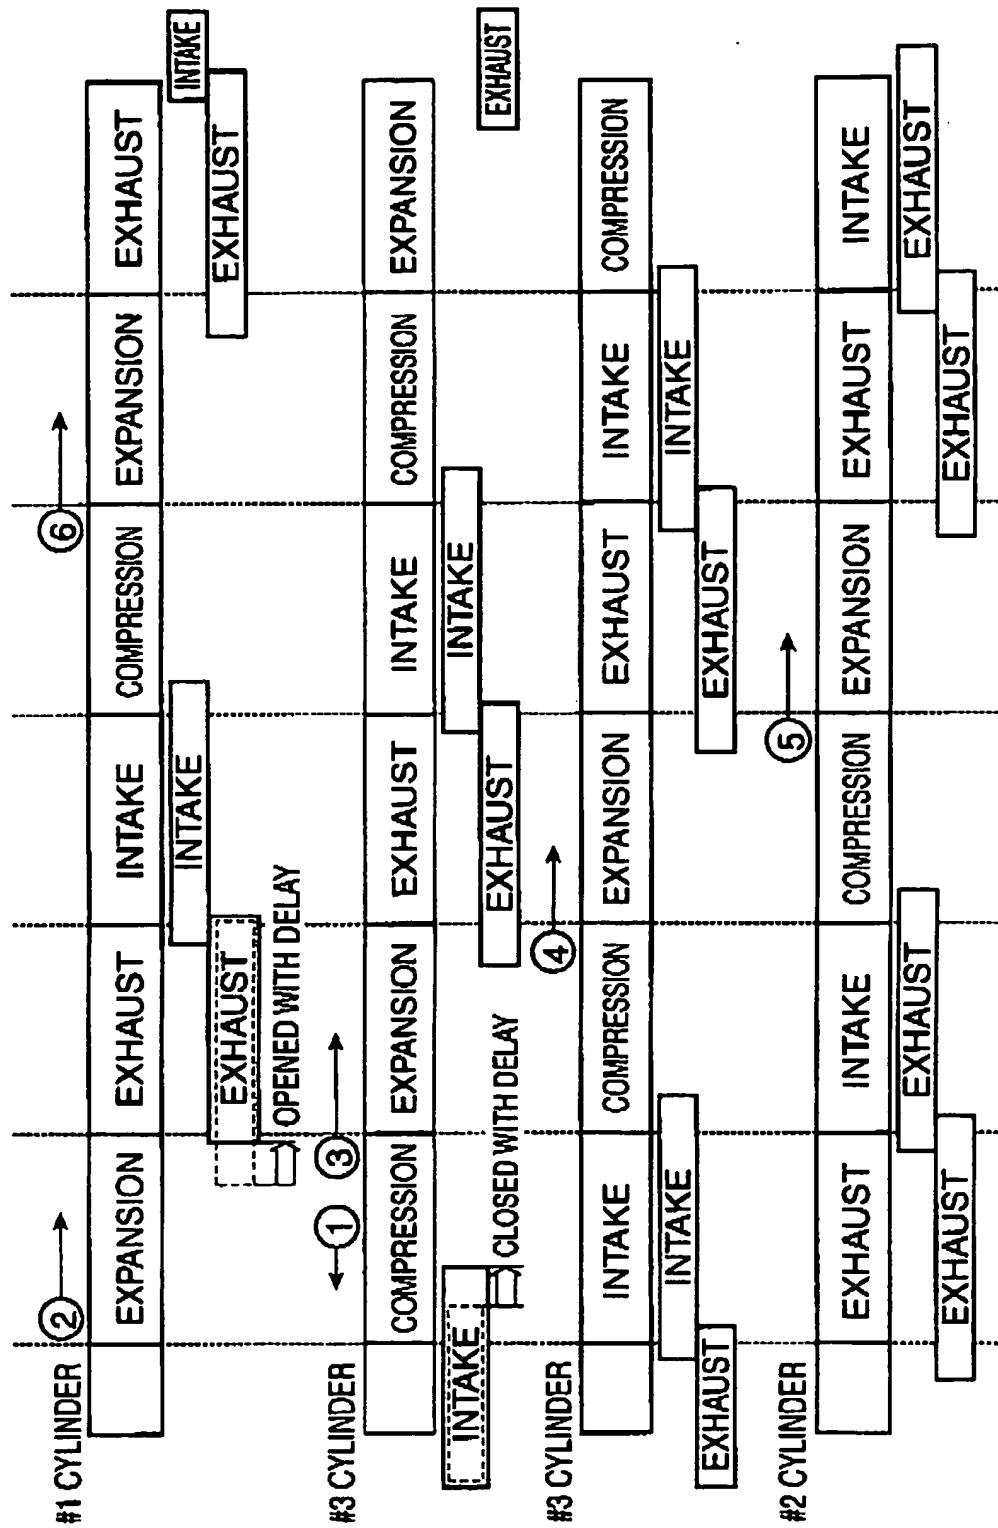 #1 CYLINDER
② ⑥
EXPANSION EXHAUST INTAKE COMPRESSION EXPANSION EXHAUST
INTAKE INTAKE
EXHAUST EXHAUST
OPENED WITH DELAY
#3 CYLINDER
① ③
COMPRESSION EXPANSION EXHAUST INTAKE COMPRESSION EXPANSION
INTAKE INTAKE
EXHAUST EXHAUST
CLOSED WITH DELAY
#3 CYLINDER
④
INTAKE COMPRESSION EXPANSION EXHAUST INTAKE COMPRESSION
INTAKE INTAKE
EXHAUST EXHAUST
#2 CYLINDER
⑤
EXHAUST INTAKE COMPRESSION EXPANSION EXHAUST INTAKE
EXHAUST EXHAUST
EXHAUST EXHAUST